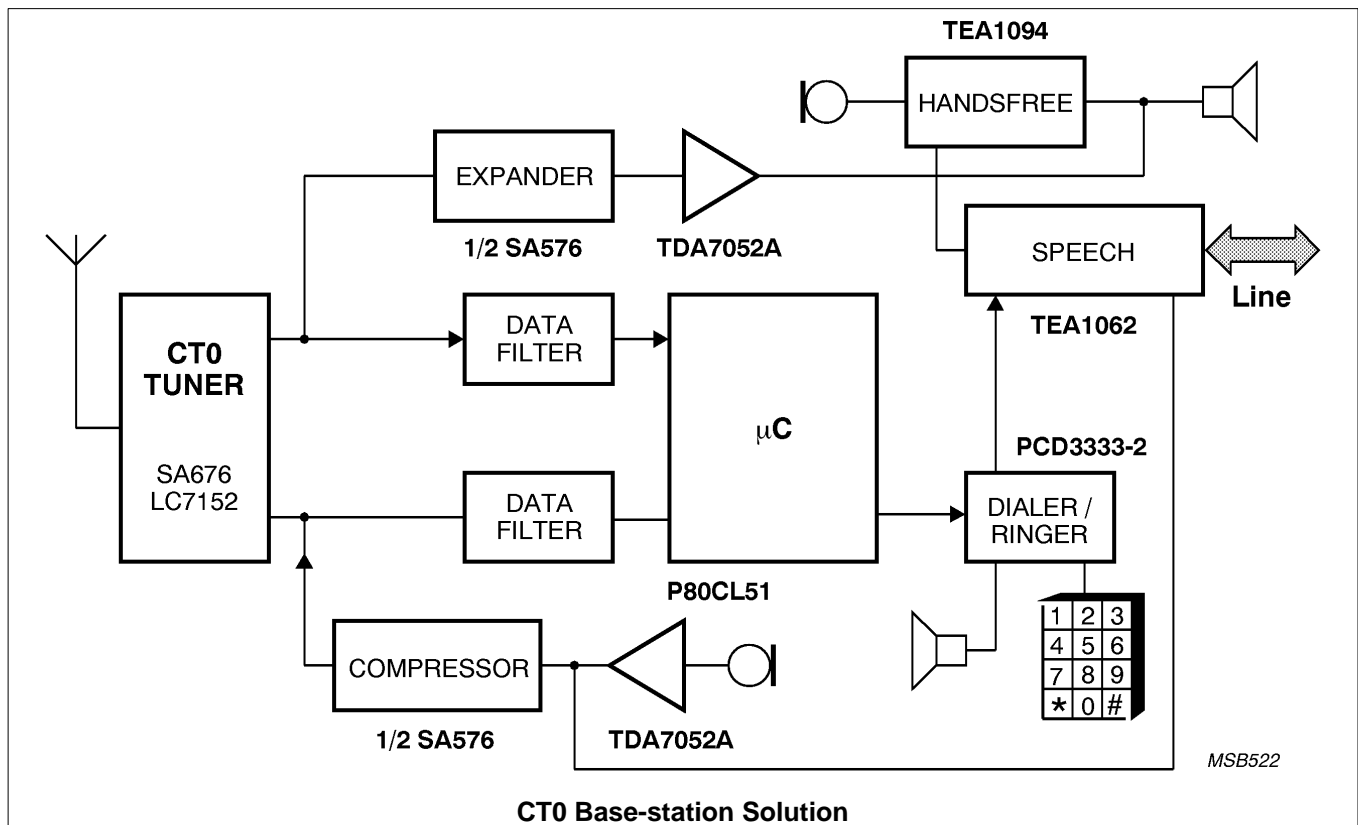 TEA1094
HANDSFREE
EXPANDER
1/2 SA576
TDA7052A
SPEECH
Line
TEA1062
CT0
TUNER
SA676
LC7152
DATA
FILTER
μC
P80CL51
DATA
FILTER
PCD3333-2
DIALER /
RINGER
1 2 3
4 5 6
7 8 9
* 0 #
COMPRESSOR
1/2 SA576
TDA7052A
MSB522
CT0 Base-station Solution